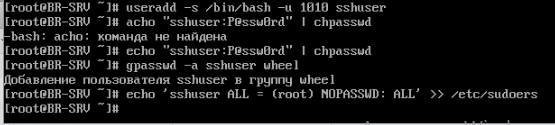 [root@BR-SRV ~]# useradd -s /bin/bash -u 1010 sshuser
[root@BR-SRV ~]# acho "sshuser:P@ssw0rd" | chpasswd
-bash: acho: команда не найдена
[root@BR-SRV ~]# echo "sshuser:P@ssw0rd" | chpasswd
[root@BR-SRV ~]# gpasswd -a sshuser wheel
Добавление пользователя sshuser в группу wheel
[root@BR-SRV ~]# echo 'sshuser ALL = (root) NOPASSWD: ALL' >> /etc/sudoers
[root@BR-SRV ~]#